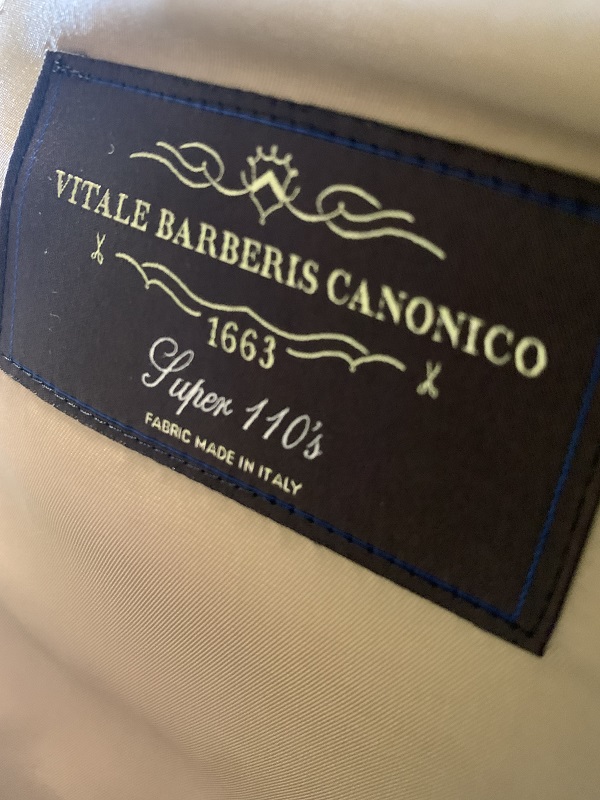 VITALE BARBERIS CANONICO
1663
Super 110's
FABRIC MADE IN ITALY